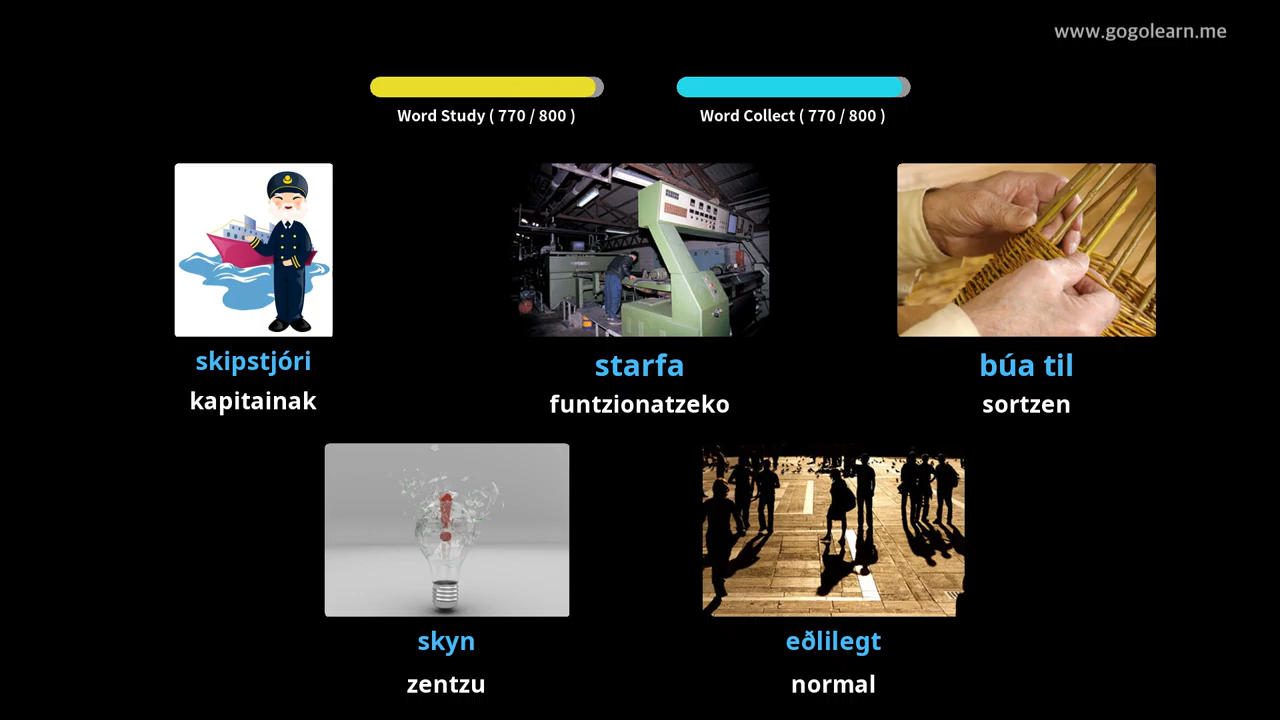 www.gogolearn.me
Word Study ( 770 / 800 )
Word Collect ( 770 / 800 )
skipstjóri
kapitainak
starfa
funtzionatzeko
búa til
sortzen
skyn
zentzu
eðlilegt
normal